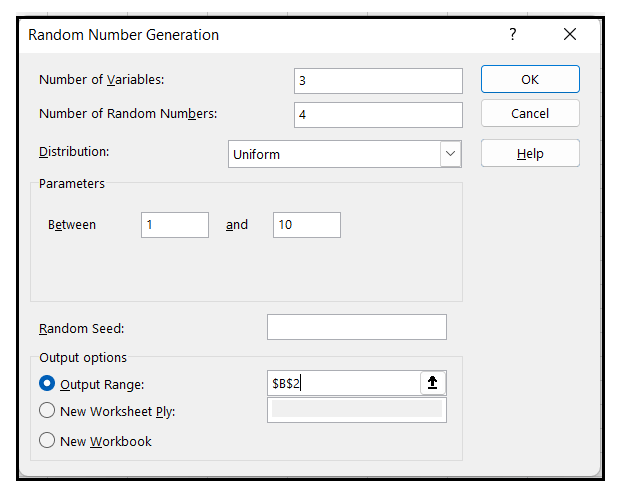 Random Number Generation ?
Number of Variables: 3 OK
Number of Random Numbers: 4 Cancel
Distribution: Uniform Help
Parameters
Between 1 and 10
Random Seed:
Output options
Output Range: $B$2
New Worksheet Ply:
New Workbook